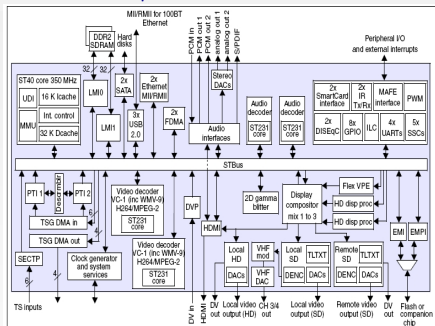 MII/RMII for 100BT
Ethernet
DDR2
SDRAM
Hard
disks
PCM in
PCM out 1
PCM out 2
analog out 1
analog out 2
S/PDIF
Peripheral I/O
and external interrupts
32
32
ST40 core 350 MHz
UDI
16 K Icache
Int. control
MMU
32 K Dcache
LMI0
LMI1
2x
SATA
3x
USB
2.0
2x
Ethernet
MII/RMII
2x
FDMA
Stereo
DACs
Audio
interfaces
Audio
decoder
ST231
core
Audio
decoder
ST231
core
2x
SmartCard
interface
2x
IR
Tx/Rx
MAFE
interface
PWM
2x
DiSEqC
8x
GPIO
ILC
4x
UARTs
5x
SSCs
STBus
PTI 1
Descrmblr
PTI 2
TSG DMA in
TSG DMA out
6
4
SECTP
6
4
Clock generator
and system
services
Video decoder
VC-1 (inc WMV-9)
H264/MPEG-2
ST231
core
Video decoder
VC-1 (inc WMV-9)
H264/MPEG-2
ST231
core
DVP
2D gamma
blitter
HDMI
Display
compositor
mix 1 to 3
Flex VPE
HD disp proc
HD disp proc
Local
HD
DACs
VHF
mod
VHF
DAC
Local
SD
TLTXT
DENC
DACs
Remote
SD
TLTXT
DENC
DACs
EMI
EMPI
TS inputs
DV in
HDMI
DV
out
Local video
output (HD)
CH 3/4
out
Local video
output (SD)
Remote video
output (SD)
DV
out
Flash or
companion
chip